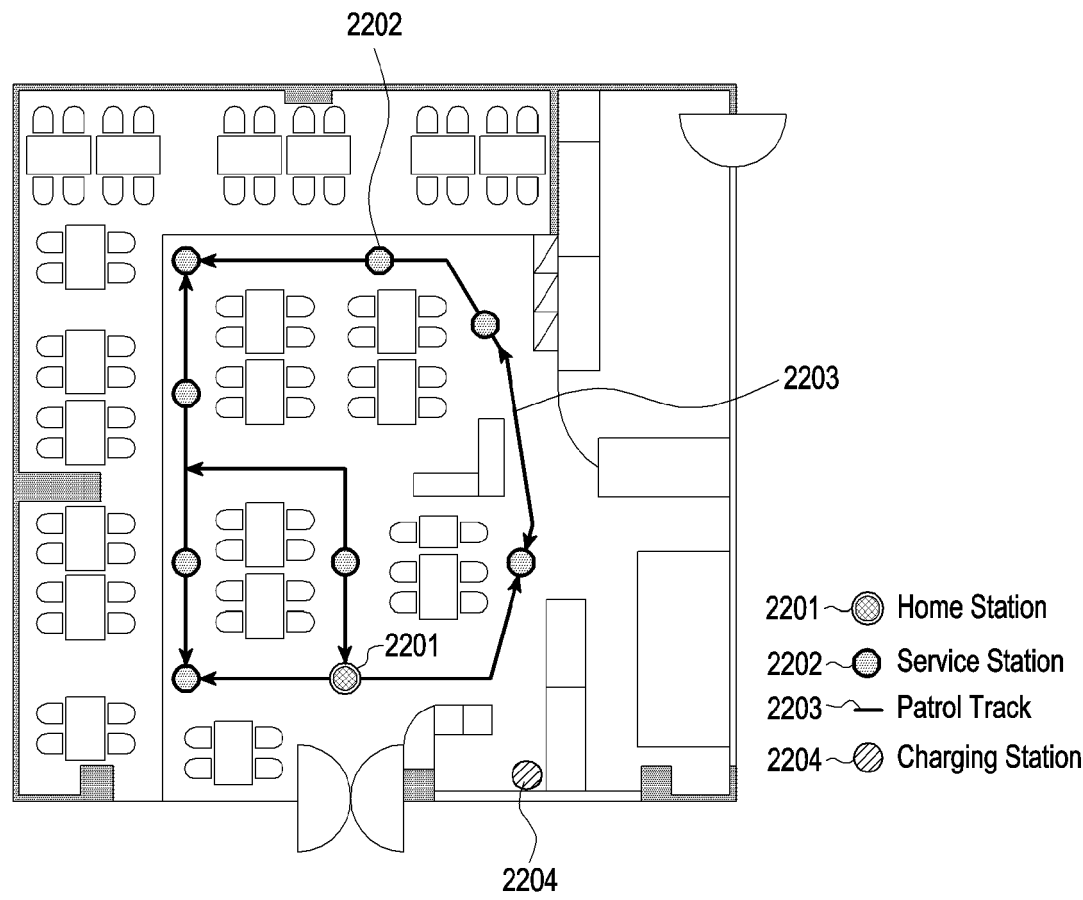 2202
2203
2201
2201 Home Station
2202 Service Station
2203 Patrol Track
2204 Charging Station
2204